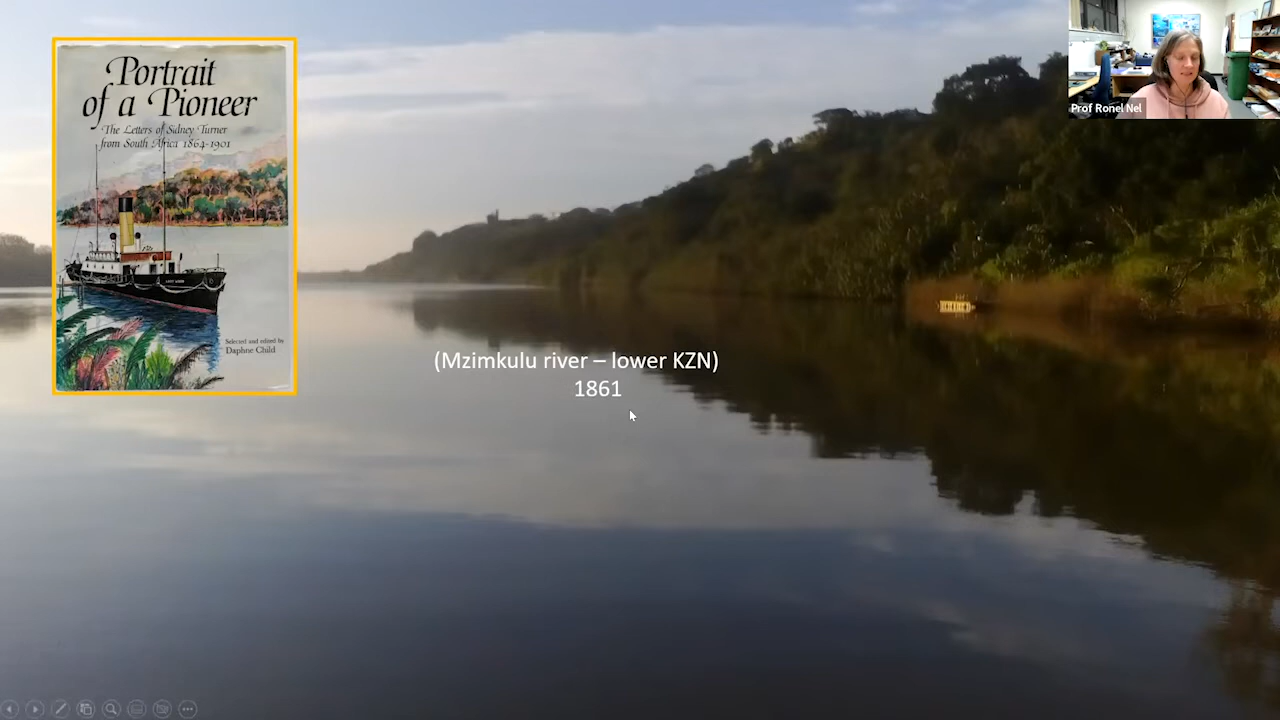 Portrait
of a Pioneer
The Letters of Sidney Turner
from South Africa 1864-1901
Selected and edited by
Daphne Child
Prof Ronel Nel
(Mzimkulu river – lower KZN)
1861